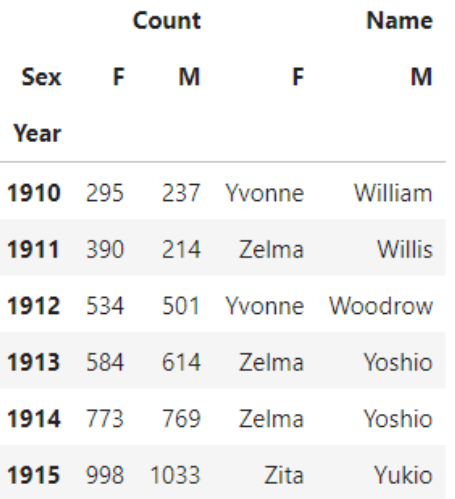 Count Name
Sex F M F M
Year
1910 295 237 Yvonne William
1911 390 214 Zelma Willis
1912 534 501 Yvonne Woodrow
1913 584 614 Zelma Yoshio
1914 773 769 Zelma Yoshio
1915 998 1033 Zita Yukio